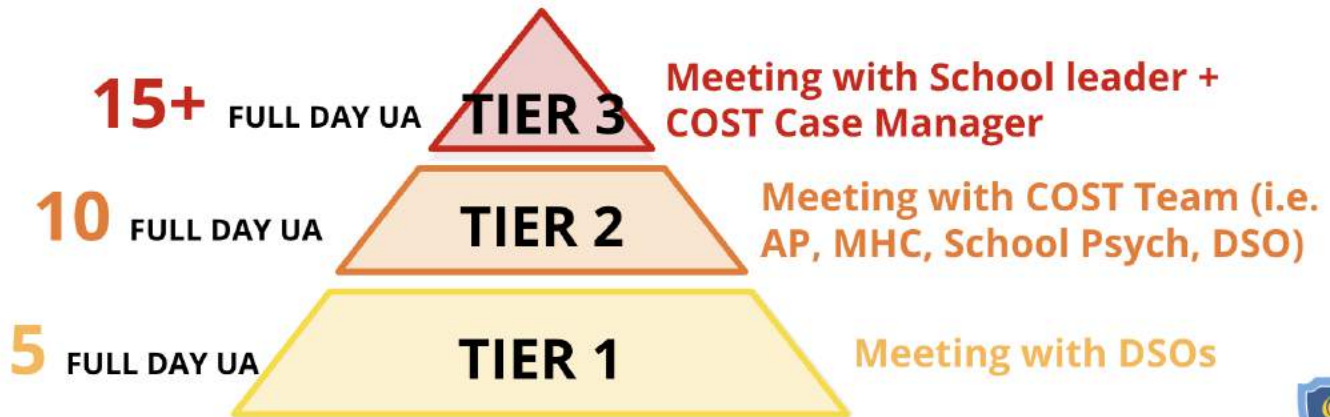 15+ FULL DAY UA
TIER 3
Meeting with School leader +
COST Case Manager
10 FULL DAY UA
TIER 2
Meeting with COST Team (i.e.
AP, MHC, School Psych, DSO)
5 FULL DAY UA
TIER 1
Meeting with DSOs